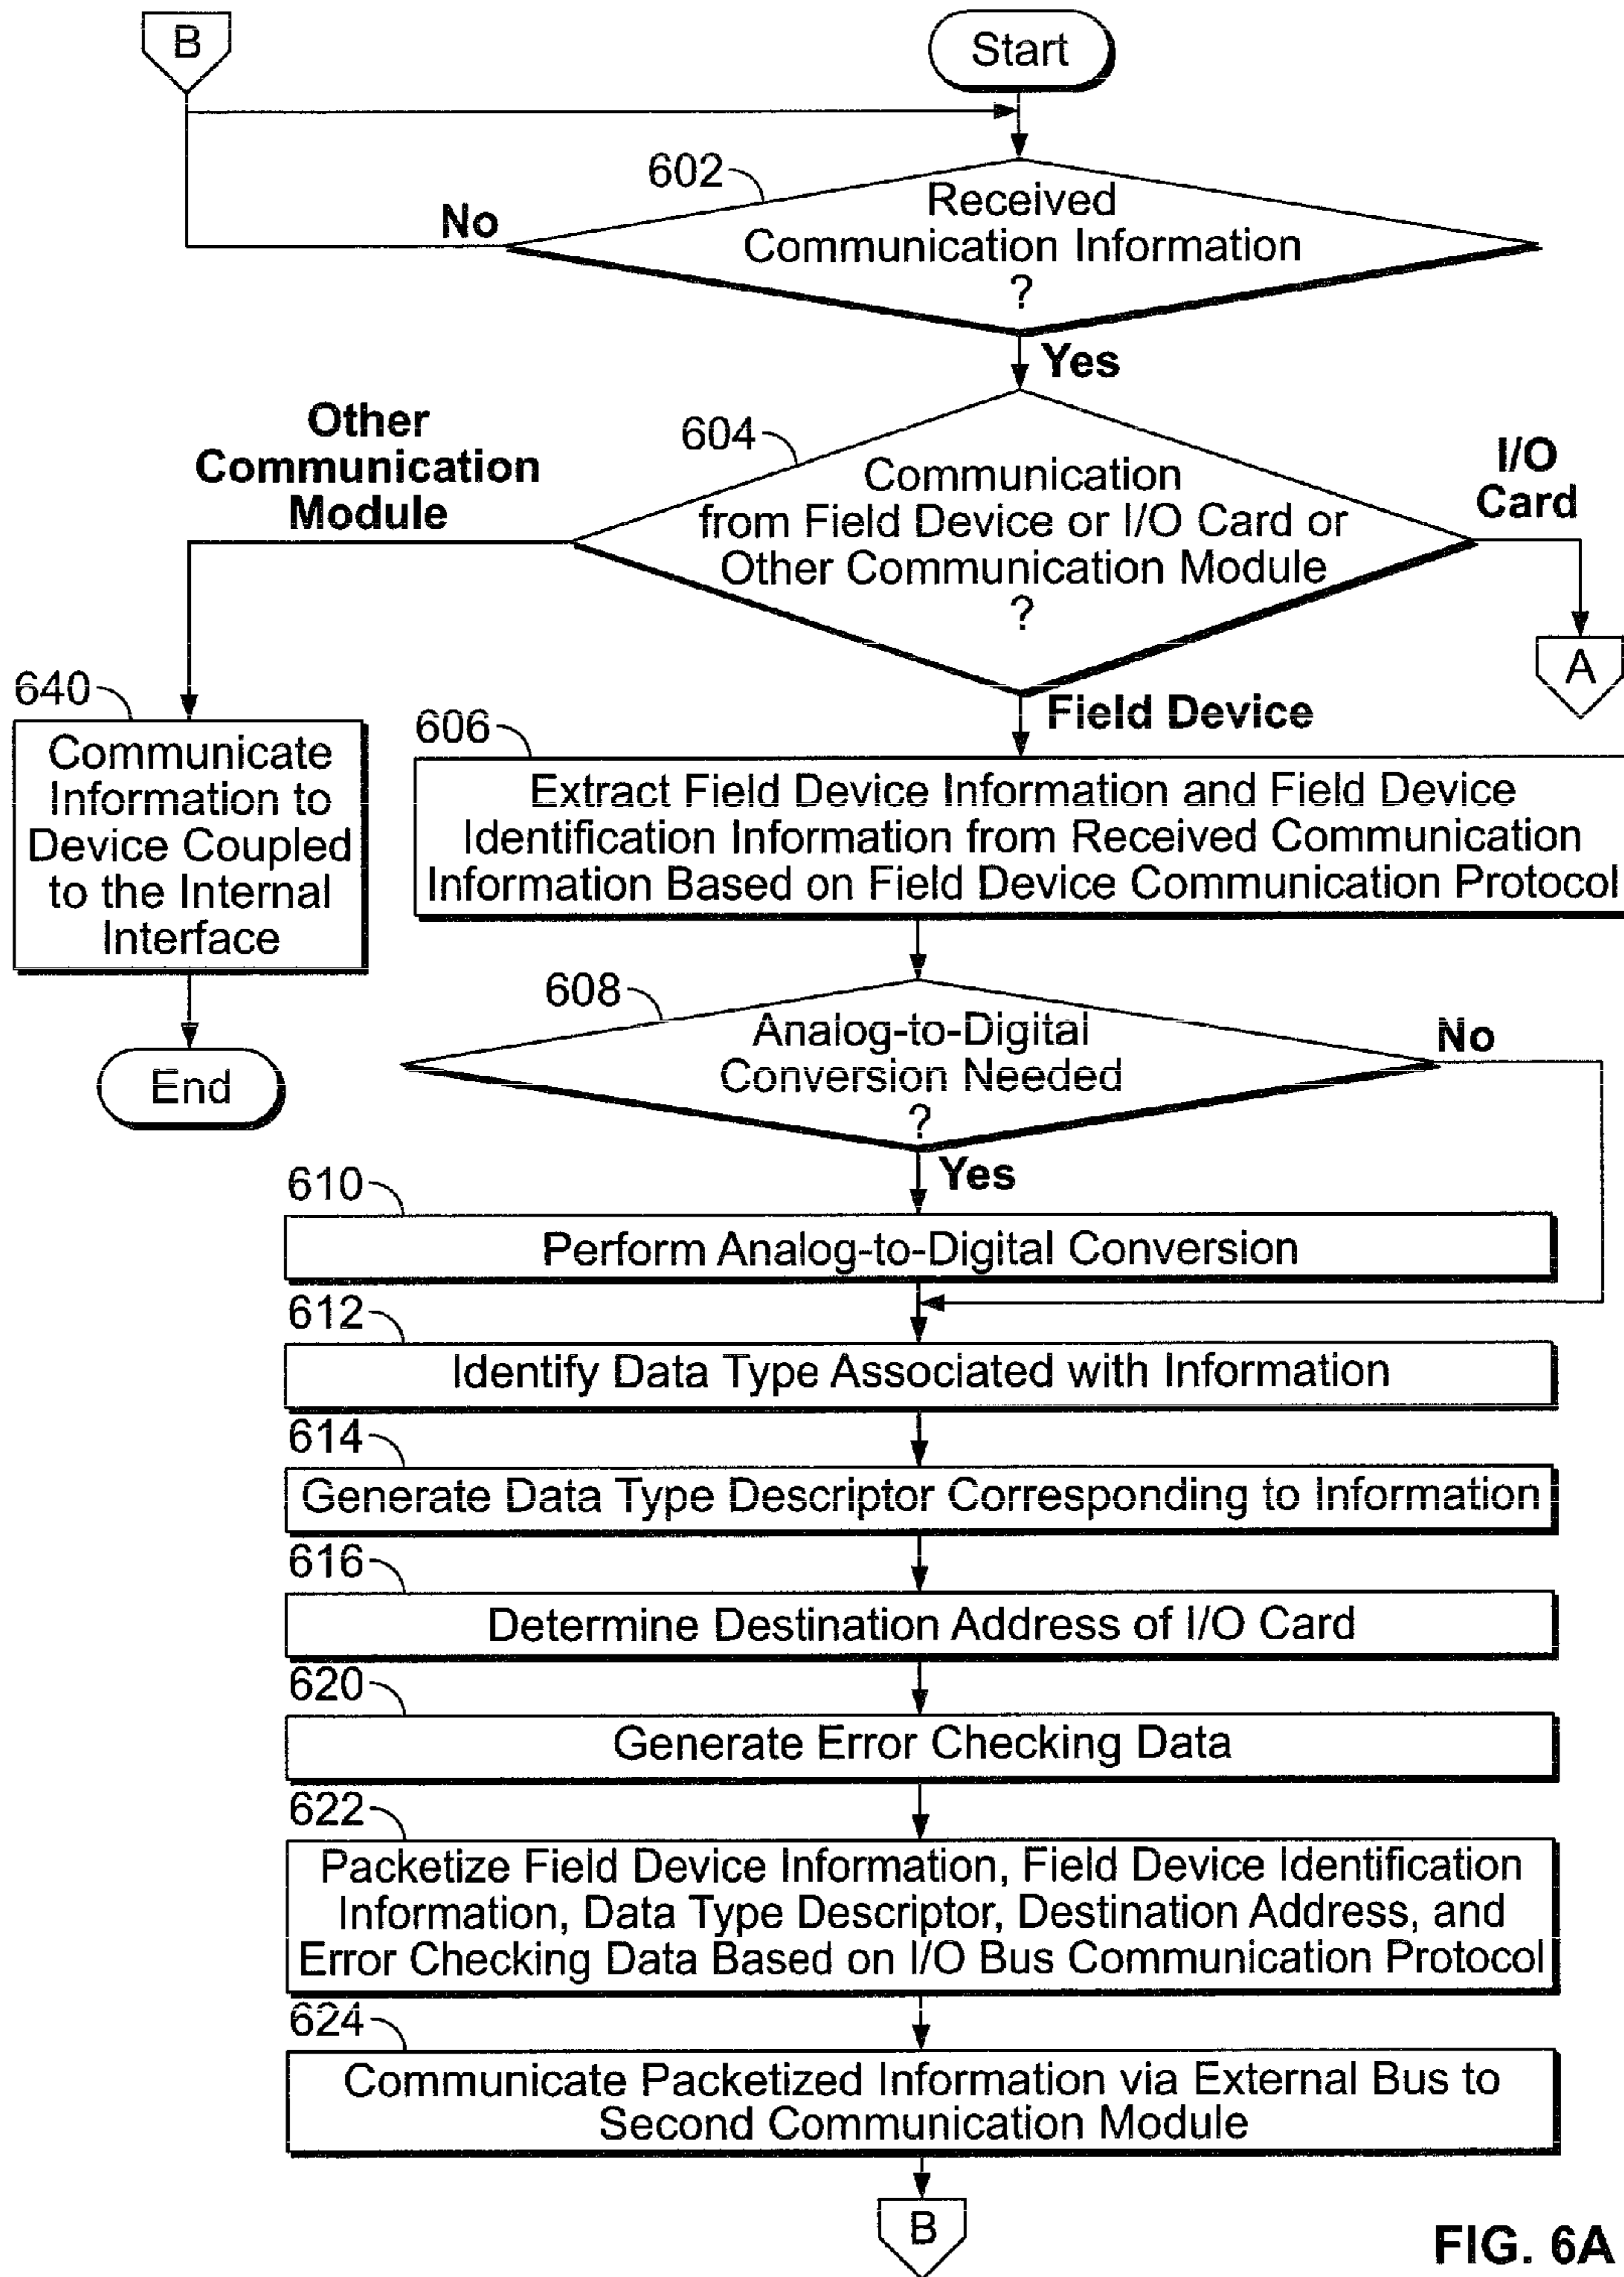 B
Start
602
Received
Communication Information
?
No
Yes
Other
Communication
Module
604
Communication
from Field Device or I/O Card or
Other Communication Module
?
I/O
Card
A
Field Device
640
Communicate
Information to
Device Coupled
to the Internal
Interface
End
606
Extract Field Device Information and Field Device
Identification Information from Received Communication
Information Based on Field Device Communication Protocol
608
Analog-to-Digital
Conversion Needed
?
No
Yes
610
Perform Analog-to-Digital Conversion
612
Identify Data Type Associated with Information
614
Generate Data Type Descriptor Corresponding to Information
616
Determine Destination Address of I/O Card
620
Generate Error Checking Data
622
Packetize Field Device Information, Field Device Identification
Information, Data Type Descriptor, Destination Address, and
Error Checking Data Based on I/O Bus Communication Protocol
624
Communicate Packetized Information via External Bus to
Second Communication Module
B
FIG. 6A